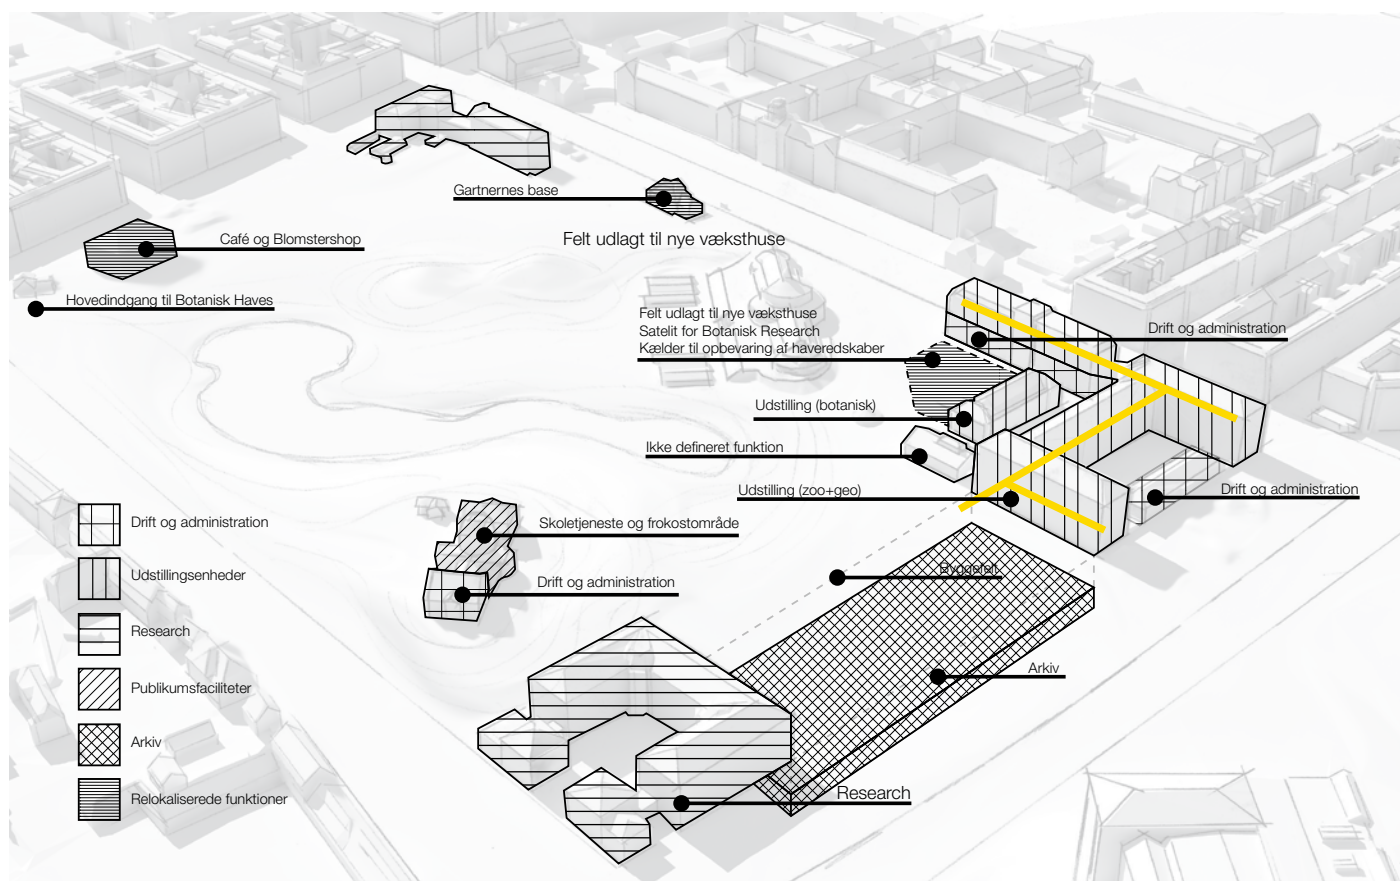 Gartnernes base
Felt udlagt til nye væksthuse
Café og Blomstershop
Hovedindgang til Botanisk Haves
Felt udlagt til nye væksthuse
Satelit for Botanisk Research
Kælder til opbevaring af haveredskaber
Drift og administration
Udstilling (botanisk)
Ikke defineret funktion
Udstilling (zoo+geo)
Drift og administration
Skoletjeneste og frokostområde
Drift og administration
Byggefelt
Arkiv
Research
Drift og administration
Udstillingsenheder
Research
Publikumsfaciliteter
Arkiv
Relokaliserede funktioner